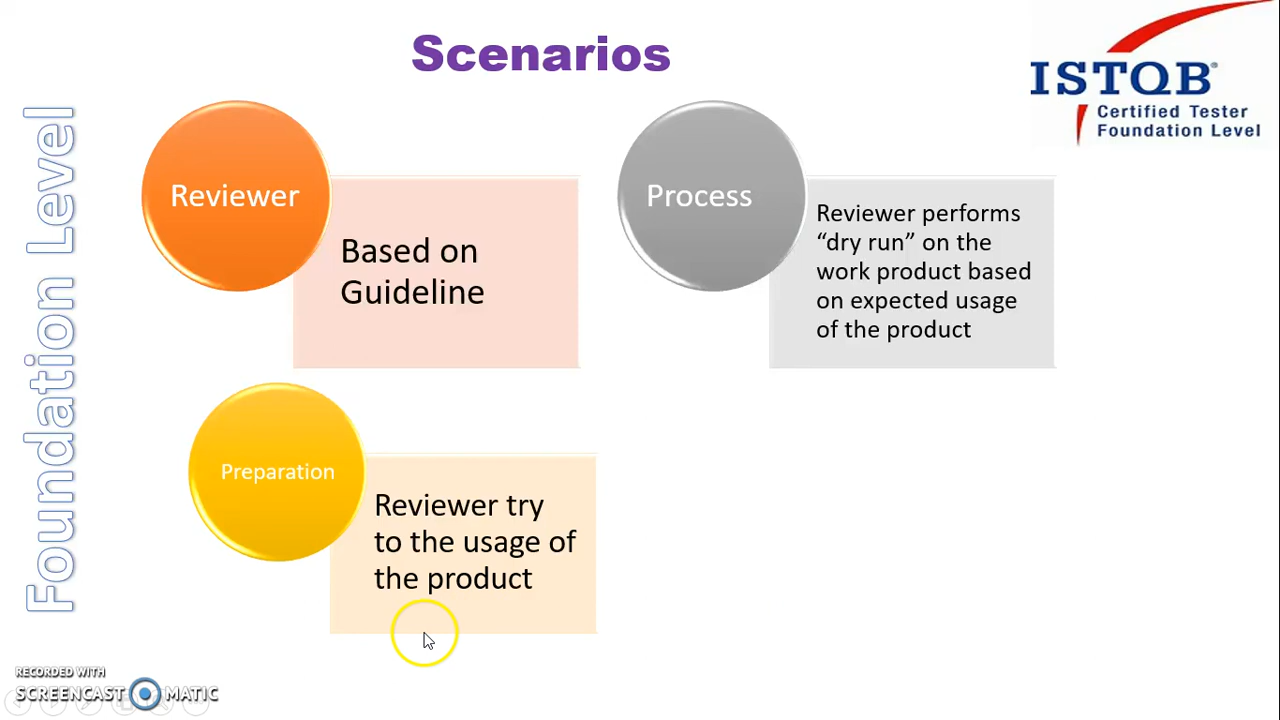 Scenarios
ISTQB®
Certified Tester
Foundation Level
Foundation Level
Reviewer
Based on
Guideline
Process
Reviewer performs
“dry run” on the
work product based
on expected usage
of the product
Preparation
Reviewer try
to the usage of
the product
RECORDED WITH
SCREENCAST MATIC